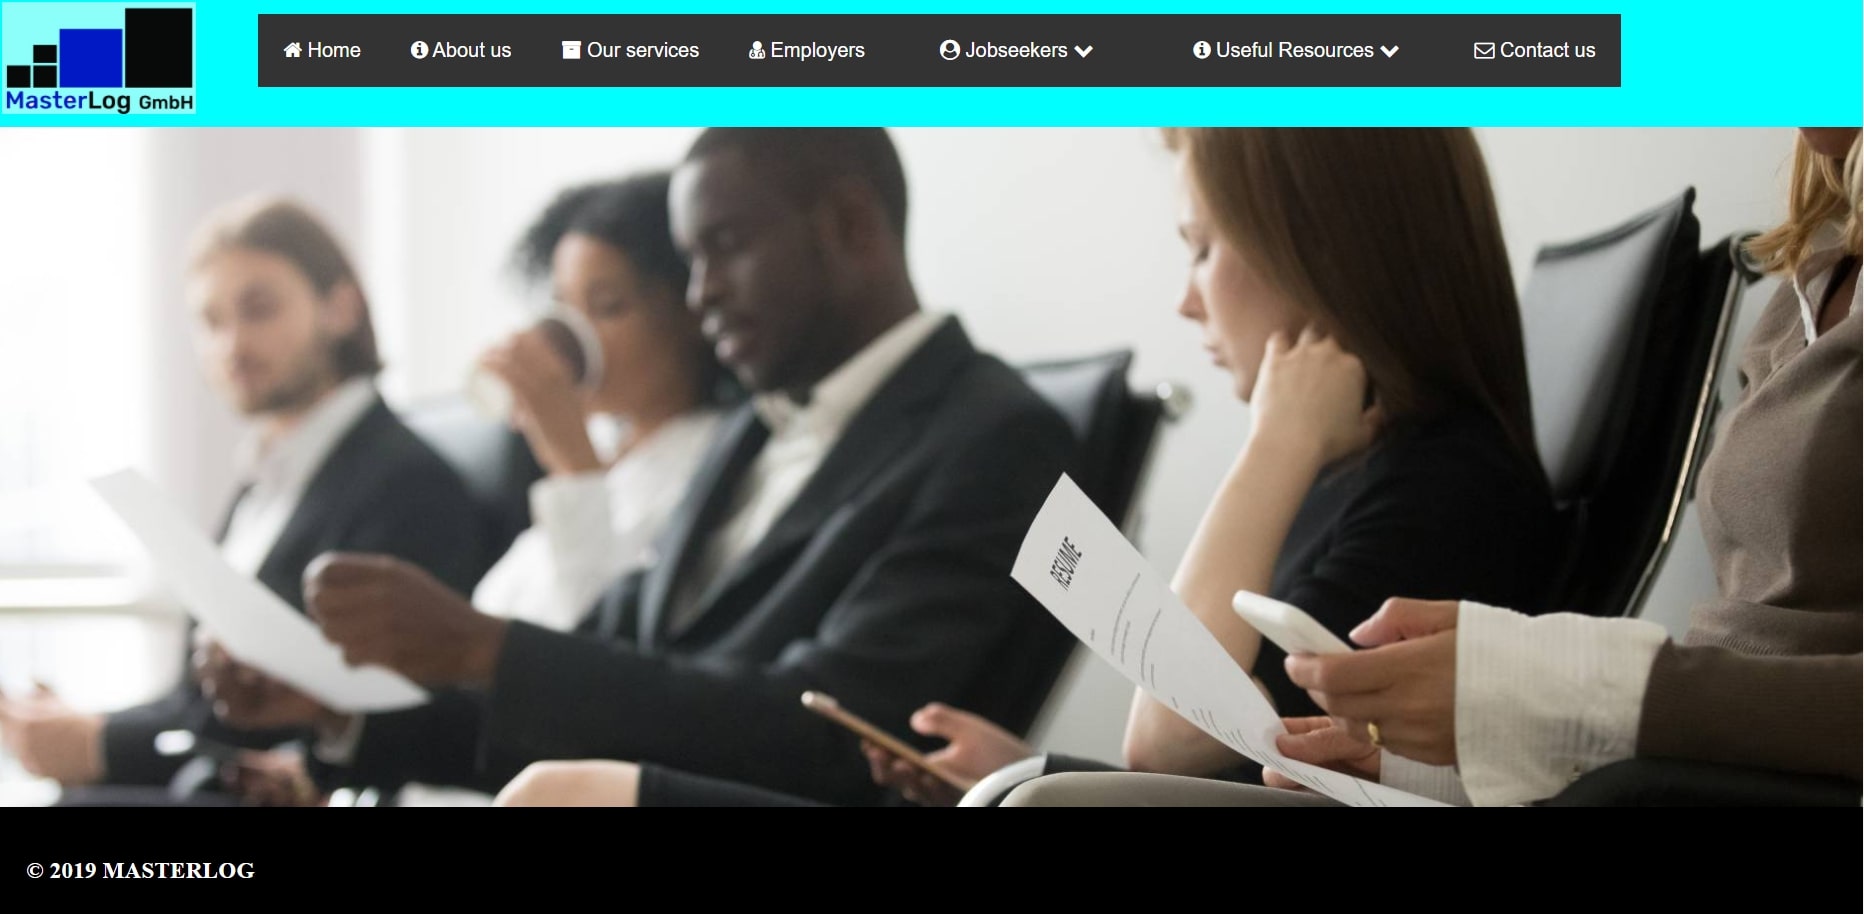 MasterLog GmbH
Home About us Our services Employers Jobseekers Useful Resources Contact us
RESUME
© 2019 MASTERLOG